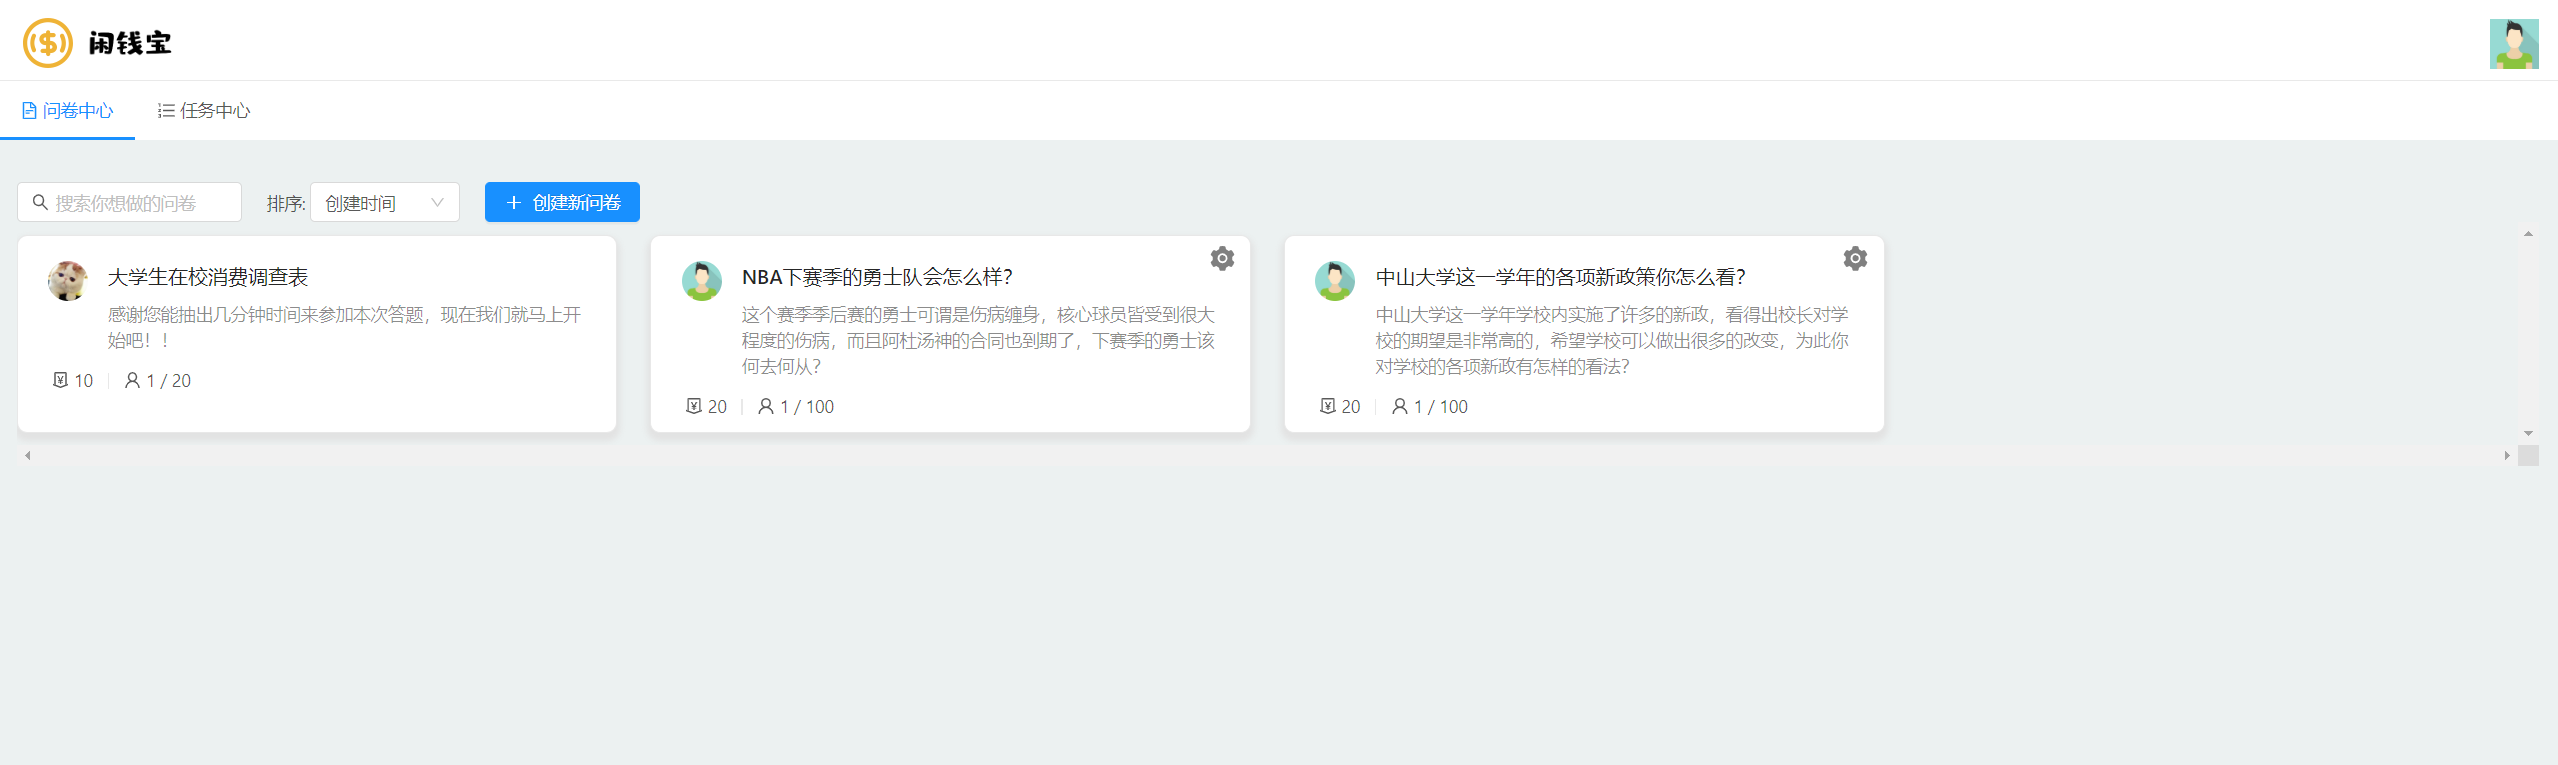 闲钱宝
问卷中心 任务中心
搜索你想做的问卷 排序: 创建时间 创建新问卷
大学生在校消费调查表
感谢您能抽出几分钟时间来参加本次答题，现在我们就马上开
始吧！！
10 1 / 20
NBA下赛季的勇士队会怎么样?
这个赛季季后赛的勇士可谓是伤病缠身，核心球员皆受到很大
程度的伤病，而且阿杜汤神的合同也到期了，下赛季的勇士该
何去何从?
20 1 / 100
中山大学这一学年的各项新政策你怎么看?
中山大学这一学年学校内实施了许多的新政，看得出校长对学
校的期望是非常高的，希望学校可以做出很多的改变，为此你
对学校的各项新政有怎样的看法?
20 1 / 100